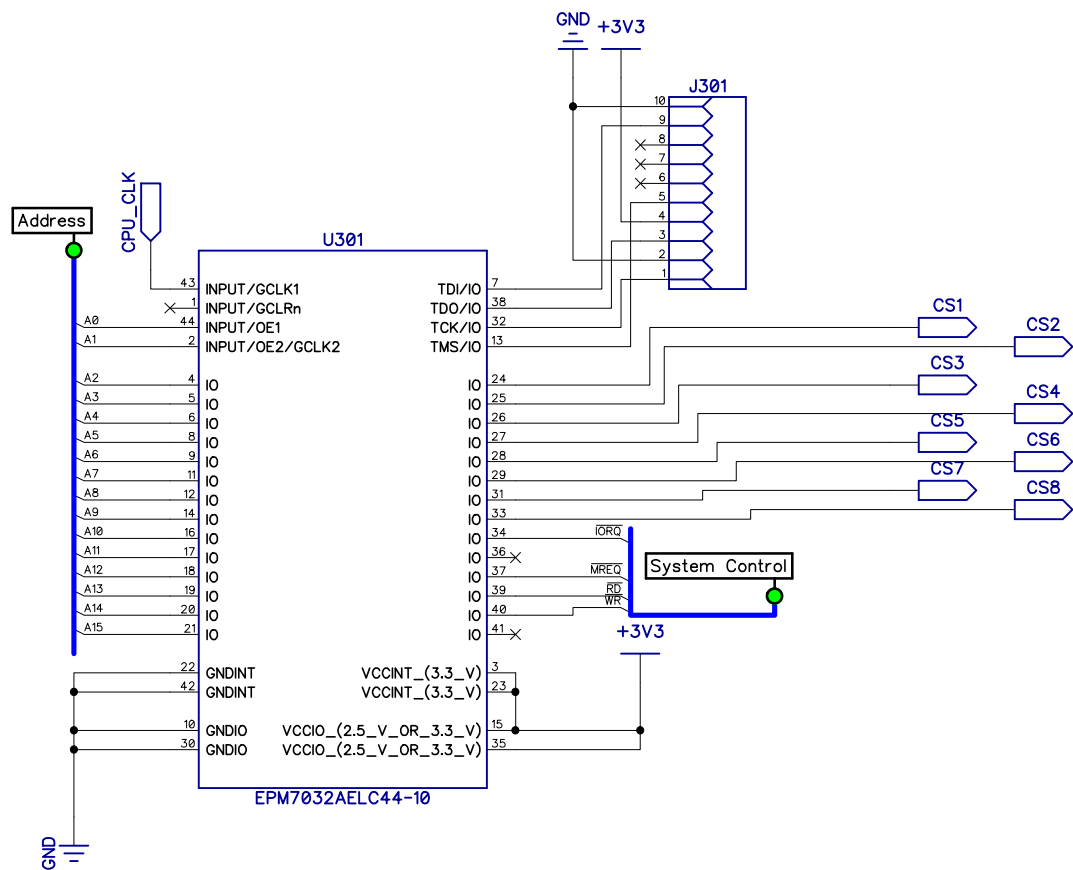 GND +3V3
J301
10
9
8
7
6
5
4
3
2
1
CPU_CLK
Address
U301
43 INPUT/GCLK1 TDI/IO 7
1 INPUT/GCLRn TDO/IO 38
A0 44 INPUT/OE1 TCK/IO 32
A1 2 INPUT/OE2/GCLK2 TMS/IO 13
CS1
CS2
CS3
CS4
CS5
CS6
CS7
CS8
A2 4 IO IO 24
A3 5 IO IO 25
A4 6 IO IO 26
A5 8 IO IO 27
A6 9 IO IO 28
A7 11 IO IO 29
A8 12 IO IO 31
A9 14 IO IO 33
A10 16 IO IO 34 IORQ
A11 17 IO IO 36
A12 18 IO IO 37 MREQ
A13 19 IO IO 39 RD
A14 20 IO IO 40 WR
A15 21 IO IO 41
System Control
+3V3
22 GNDINT VCCINT_(3.3_V) 3
42 GNDINT VCCINT_(3.3_V) 23
10 GNDIO VCCIO_(2.5_V_OR_3.3_V) 15
30 GNDIO VCCIO_(2.5_V_OR_3.3_V) 35
EPM7032AELC44-10
GND